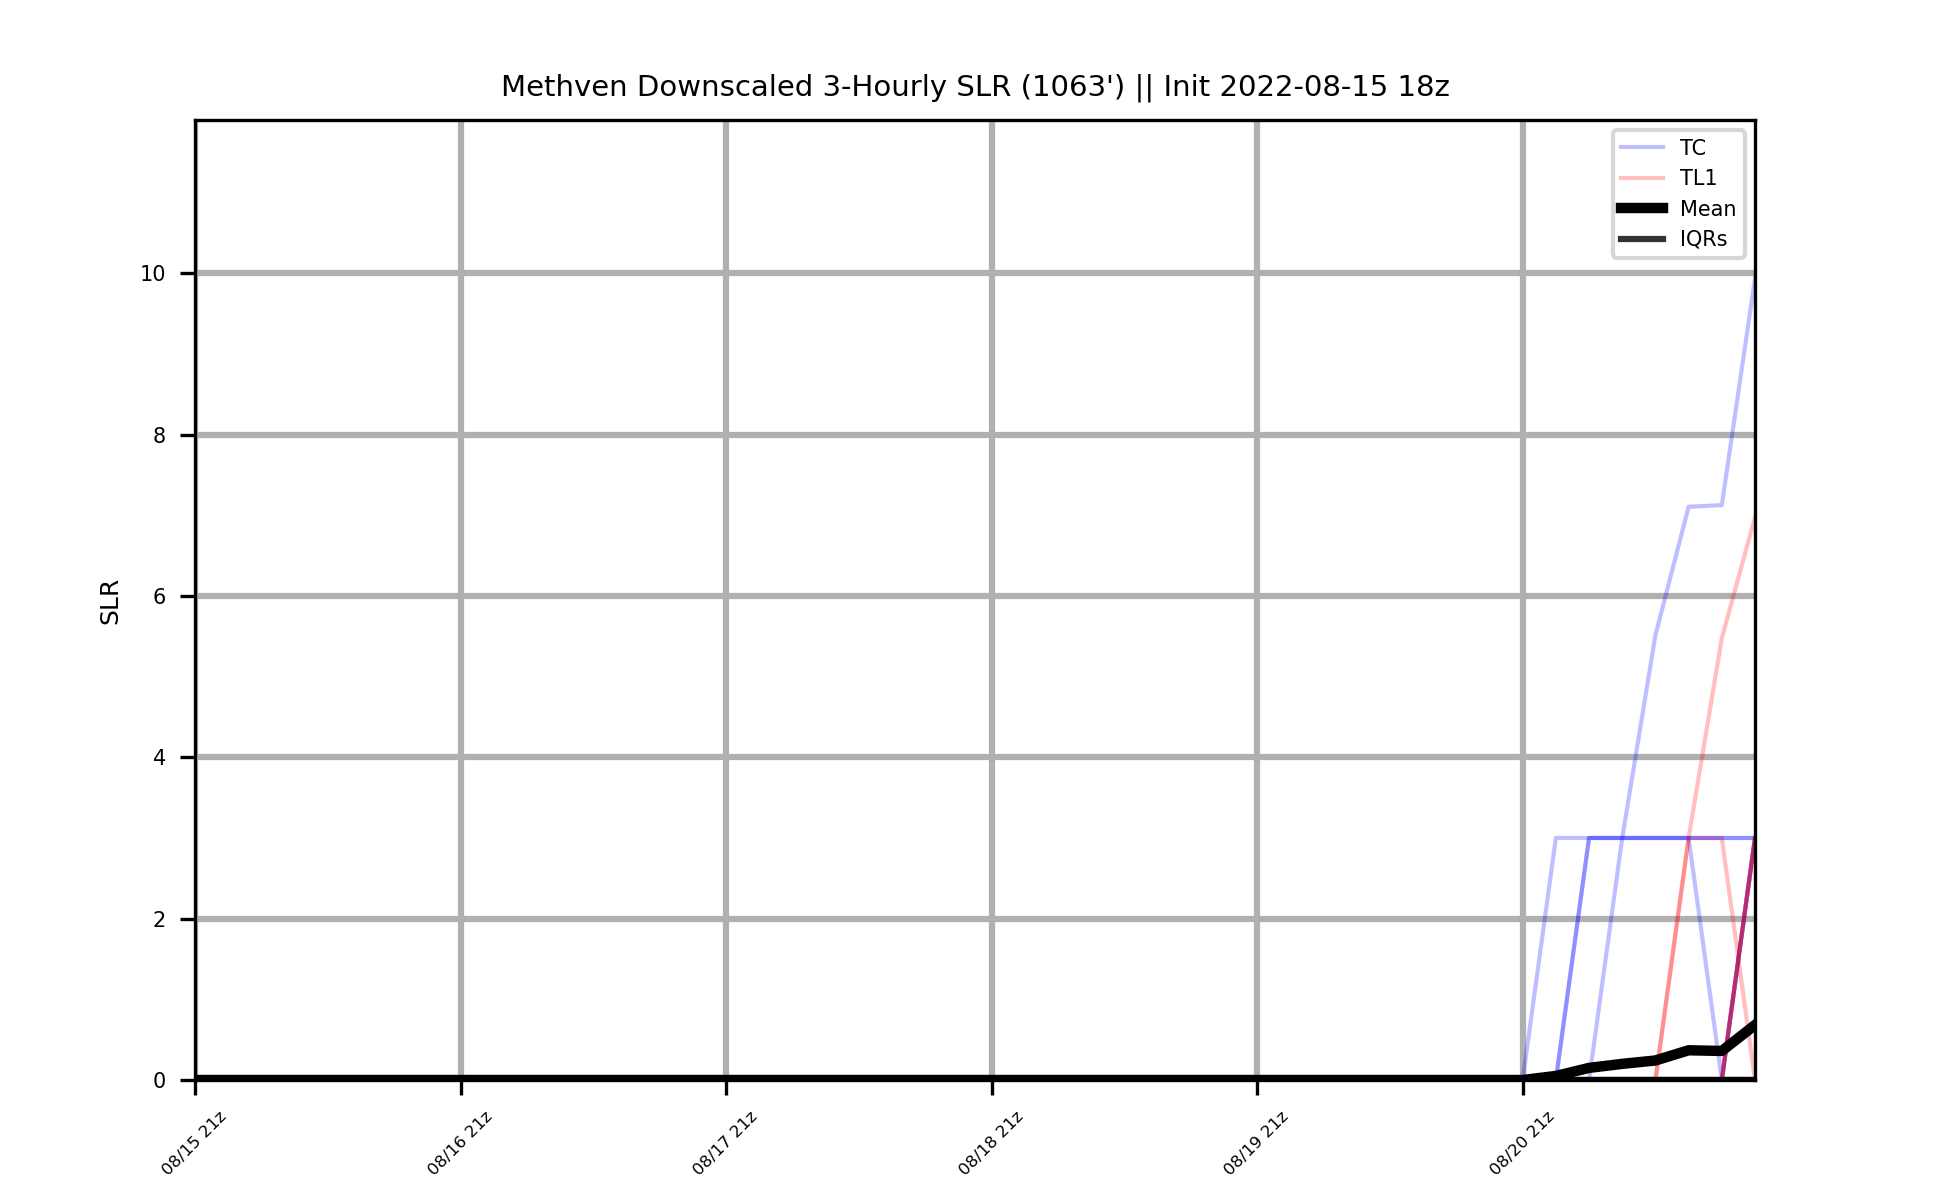 Methven Downscaled 3-Hourly SLR (1063') || Init 2022-08-15 18z
TC
TL1
Mean
IQRs
10
8
6
4
2
0
SLR
08/15 21z
08/16 21z
08/17 21z
08/18 21z
08/19 21z
08/20 21z